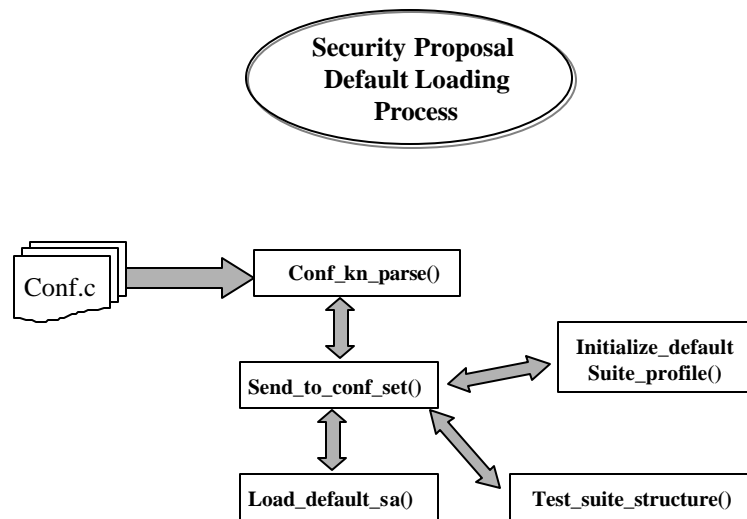 Security Proposal
Default Loading
Process
Conf.c
Conf_kn_parse()
Initialize_default
Suite_profile()
Send_to_conf_set()
Load_default_sa()
Test_suite_structure()